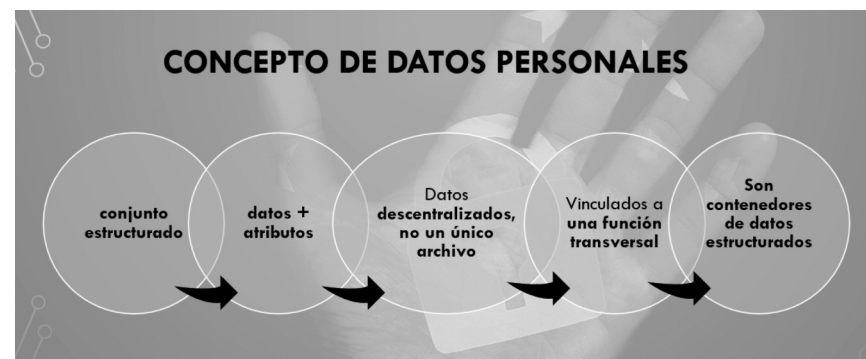 CONCEPTO DE DATOS PERSONALES
conjunto
estructurado
datos +
atributos
Datos
descentralizados,
no un único
archivo
Vinculados a
una función
transversal
Son
contenedores
de datos
estructurados